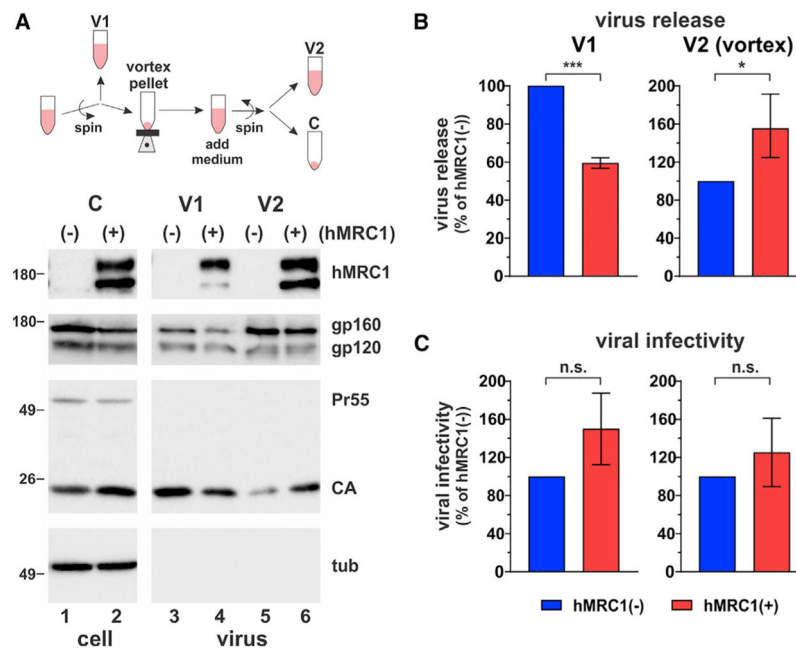 A
V1
V2
vortex
pellet
spin
add
medium
spin
C
C V1 V2
(-) (+) (-) (+) (-) (+) (hMRC1)
180 hMRC1
180 gp160
gp120
Pr55
49
26
CA
tub
49
1 2 3 4 5 6
cell virus
B virus release
V1 V2 (vortex)
virus release
(% of hMRC1(-))
***
100
80
60
40
20
0
*
200
160
120
80
40
0
C viral infectivity
viral infectivity
(% of hMRC1(-))
n.s.
200
160
120
80
40
0
n.s.
200
160
120
80
40
0
hMRC1(-) hMRC1(+)